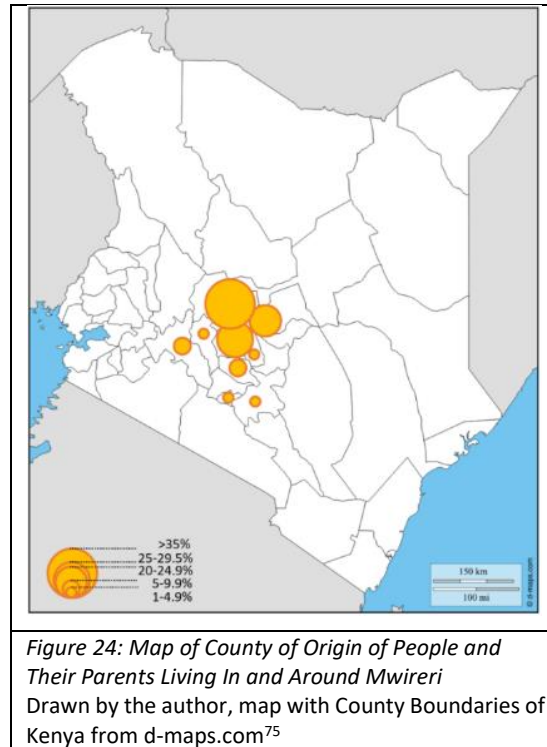 >35%
25-29.5%
20-24.9%
5-9.9%
1-4.9%
150 km
100 mi
© d-maps.com
Figure 24: Map of County of Origin of People and
Their Parents Living In and Around Mwireri
Drawn by the author, map with County Boundaries of
Kenya from d-maps.com75